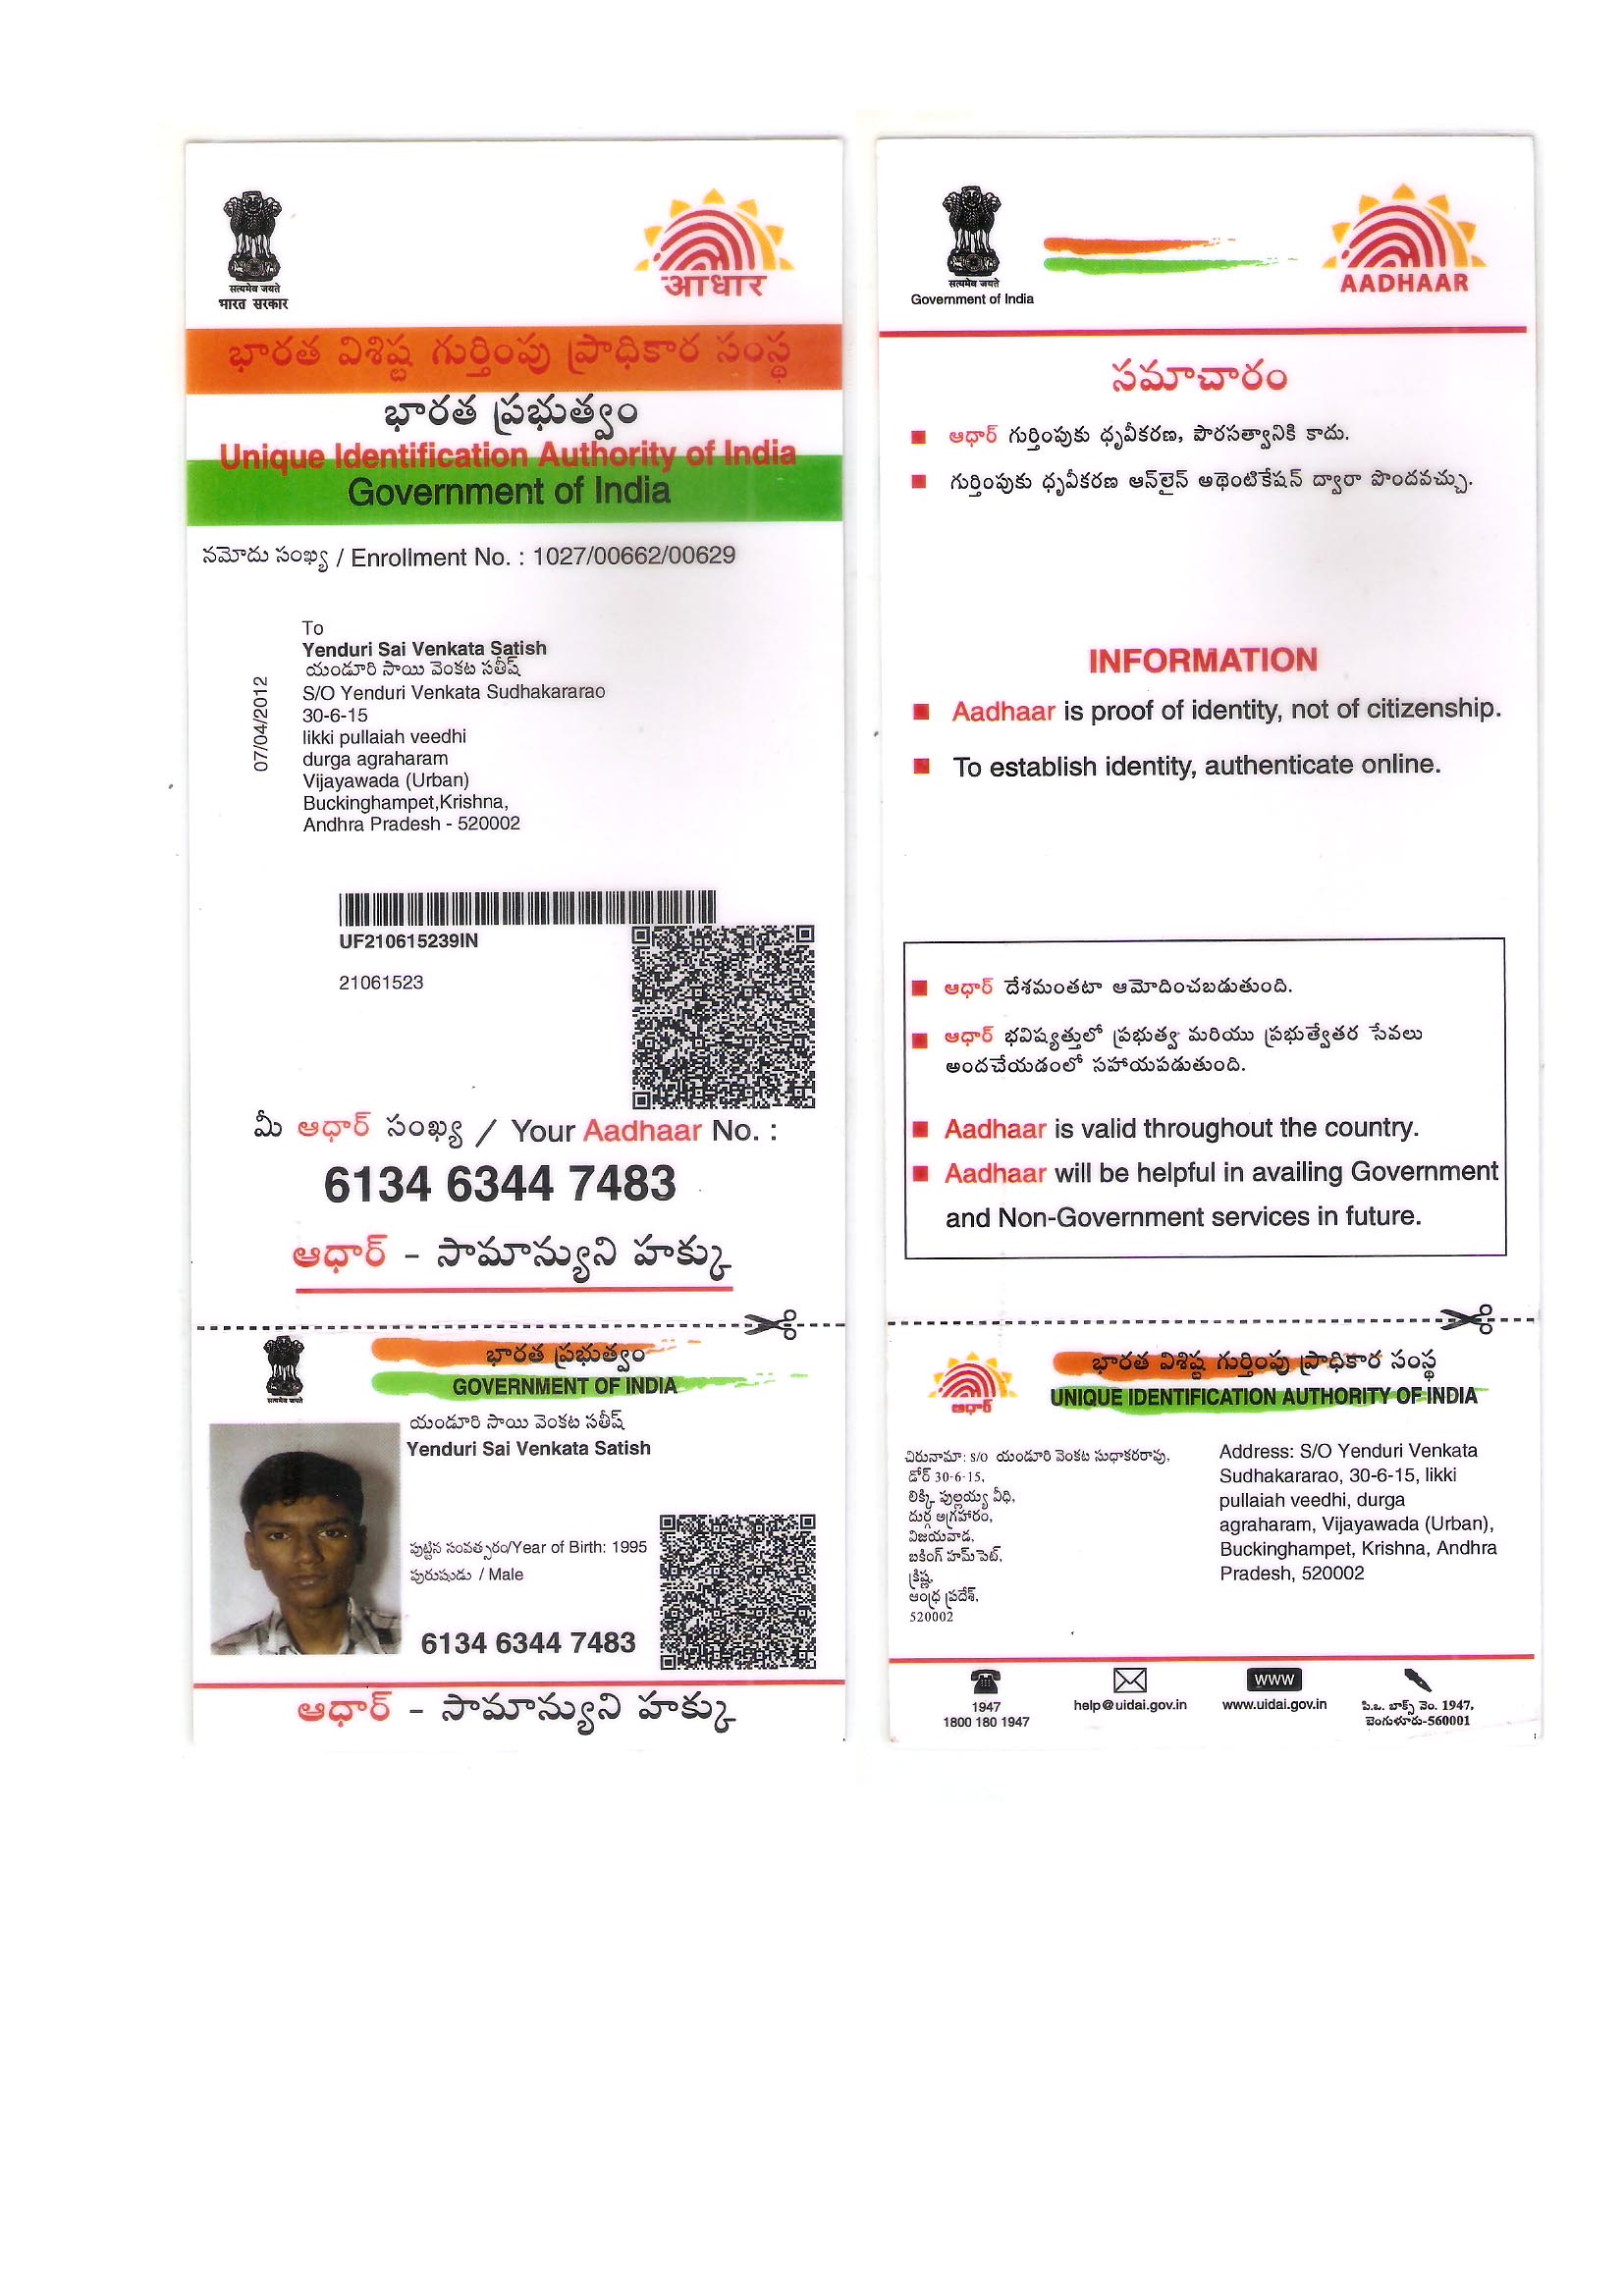 सत्यमेव जयते
भारत सरकार
आधार
భారత విశిష్ట గుర్తింపు ప్రాధికార సంస్థ
భారత ప్రభుత్వం
Unique Identification Authority of India
Government of India
నమోదు సంఖ్య / Enrollment No. : 1027/00662/00629
07/04/2012
To
Yenduri Sai Venkata Satish
యండూరి సాయి వెంకట సతీష్
S/O Yenduri Venkata Sudhakararao
30-6-15
likki pullaiah veedhi
durga agraharam
Vijayawada (Urban)
Buckinghampet,Krishna,
Andhra Pradesh - 520002
UF210615239IN
21061523
మీ ఆధార్ సంఖ్య / Your Aadhaar No. :
6134 6344 7483
ఆధార్ - సామాన్యుని హక్కు
सत्यमेव जयते
భారత ప్రభుత్వం
GOVERNMENT OF INDIA
యండూరి సాయి వెంకట సతీష్
Yenduri Sai Venkata Satish
పుట్టిన సంవత్సరం/Year of Birth: 1995
పురుషుడు / Male
6134 6344 7483
ఆధార్ - సామాన్యుని హక్కు
सत्यमेव जयते
Government of India
AADHAAR
సమాచారం
ఆధార్ గుర్తింపుకు ధృవీకరణ, పౌరసత్వానికి కాదు.
గుర్తింపుకు ధృవీకరణ ఆన్‌లైన్ అథెంటికేషన్ ద్వారా పొందవచ్చు.
INFORMATION
Aadhaar is proof of identity, not of citizenship.
To establish identity, authenticate online.
ఆధార్ దేశమంతటా ఆమోదించబడుతుంది.
ఆధార్ భవిష్యత్తులో ప్రభుత్వ మరియు ప్రభుత్వేతర సేవలు
అందచేయడంలో సహాయపడుతుంది.
Aadhaar is valid throughout the country.
Aadhaar will be helpful in availing Government
and Non-Government services in future.
ఆధార్
భారత విశిష్ట గుర్తింపు ప్రాధికార సంస్థ
UNIQUE IDENTIFICATION AUTHORITY OF INDIA
చిరునామా: S/O యండూరి వెంకట సుధాకరరావు,
డోర్ 30-6-15,
లిక్కి పుల్లయ్య వీధి,
దుర్గ అగ్రహారం,
విజయవాడ,
బకింగ్ హమ్‌పెట్,
క్రిష్ణ,
ఆంధ్ర ప్రదేశ్,
520002
Address: S/O Yenduri Venkata
Sudhakararao, 30-6-15, likki
pullaiah veedhi, durga
agraharam, Vijayawada (Urban),
Buckinghampet, Krishna, Andhra
Pradesh, 520002
1947
1800 180 1947
help@uidai.gov.in
WWW
www.uidai.gov.in
పి.ఒ. బాక్స్ నెం. 1947,
బెంగుళూరు-560001